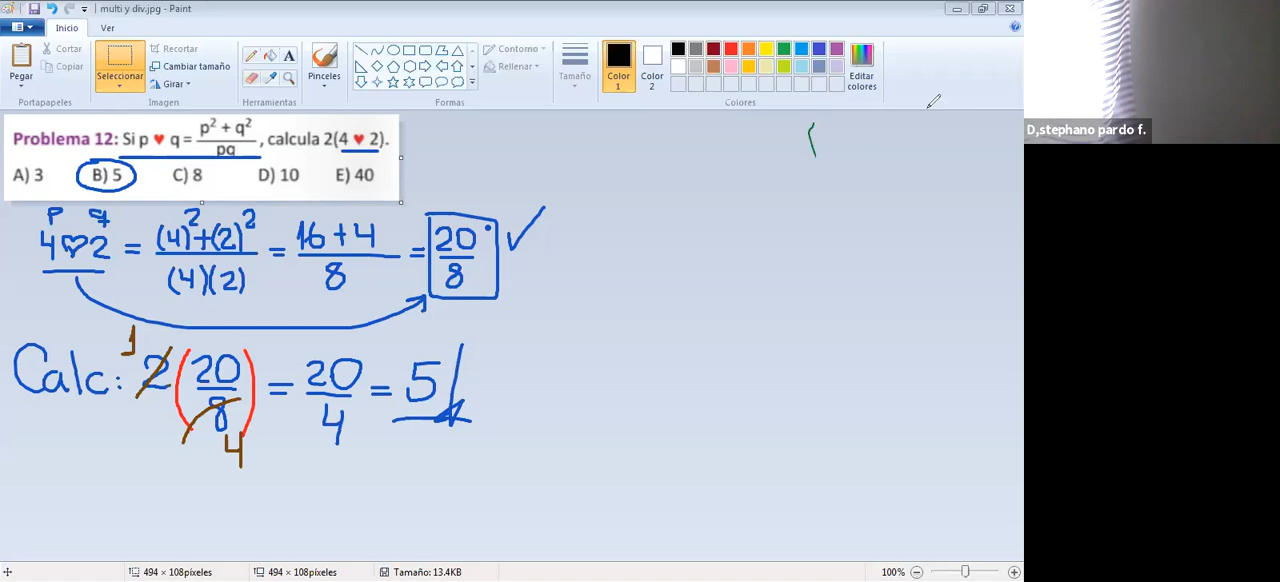 multi y div.jpg - Paint
Inicio Ver
Pegar
Cortar
Copiar
Portapapeles
Seleccionar
Recortar
Cambiar tamaño
Girar
Imagen
A
Herramientas
Pinceles
Contorno
Rellenar
Formas
Tamaño
Color 1
Color 2
Editar colores
Colores
D,stephano pardo f.
Problema 12: Si p ♥ q = p² + q² / pq , calcula 2(4 ♥ 2).
A) 3 B) 5 C) 8 D) 10 E) 40
p q
4♡2 = (4)²+(2)² / (4)(2) = 16+4 / 8 = 20/8 ✓
1
Calc: 2(20/8) = 20/4 = 5
4
(
494 × 108píxeles 494 × 108píxeles Tamaño: 13.4KB 100%